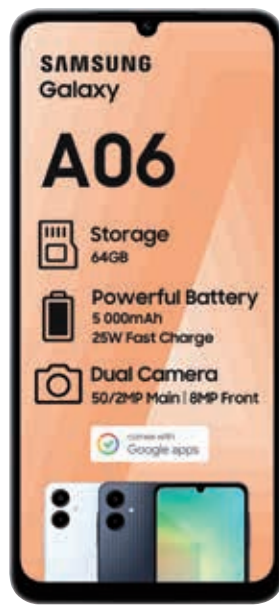 SAMSUNG
Galaxy
A06
Storage
64GB
Powerful Battery
5 000mAh
25W Fast Charge
Dual Camera
50/2MP Main | 8MP Front
comes with
Google apps